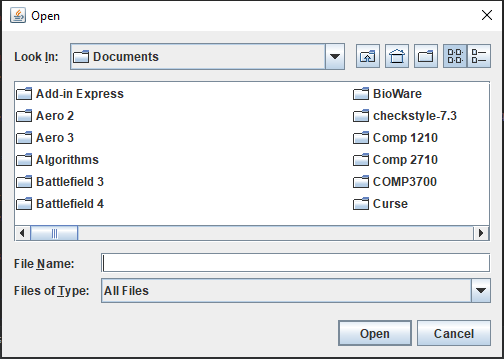 Open
Look In: Documents
Add-in Express BioWare
Aero 2 checkstyle-7.3
Aero 3 Comp 1210
Algorithms Comp 2710
Battlefield 3 COMP3700
Battlefield 4 Curse
File Name:
Files of Type: All Files
Open Cancel